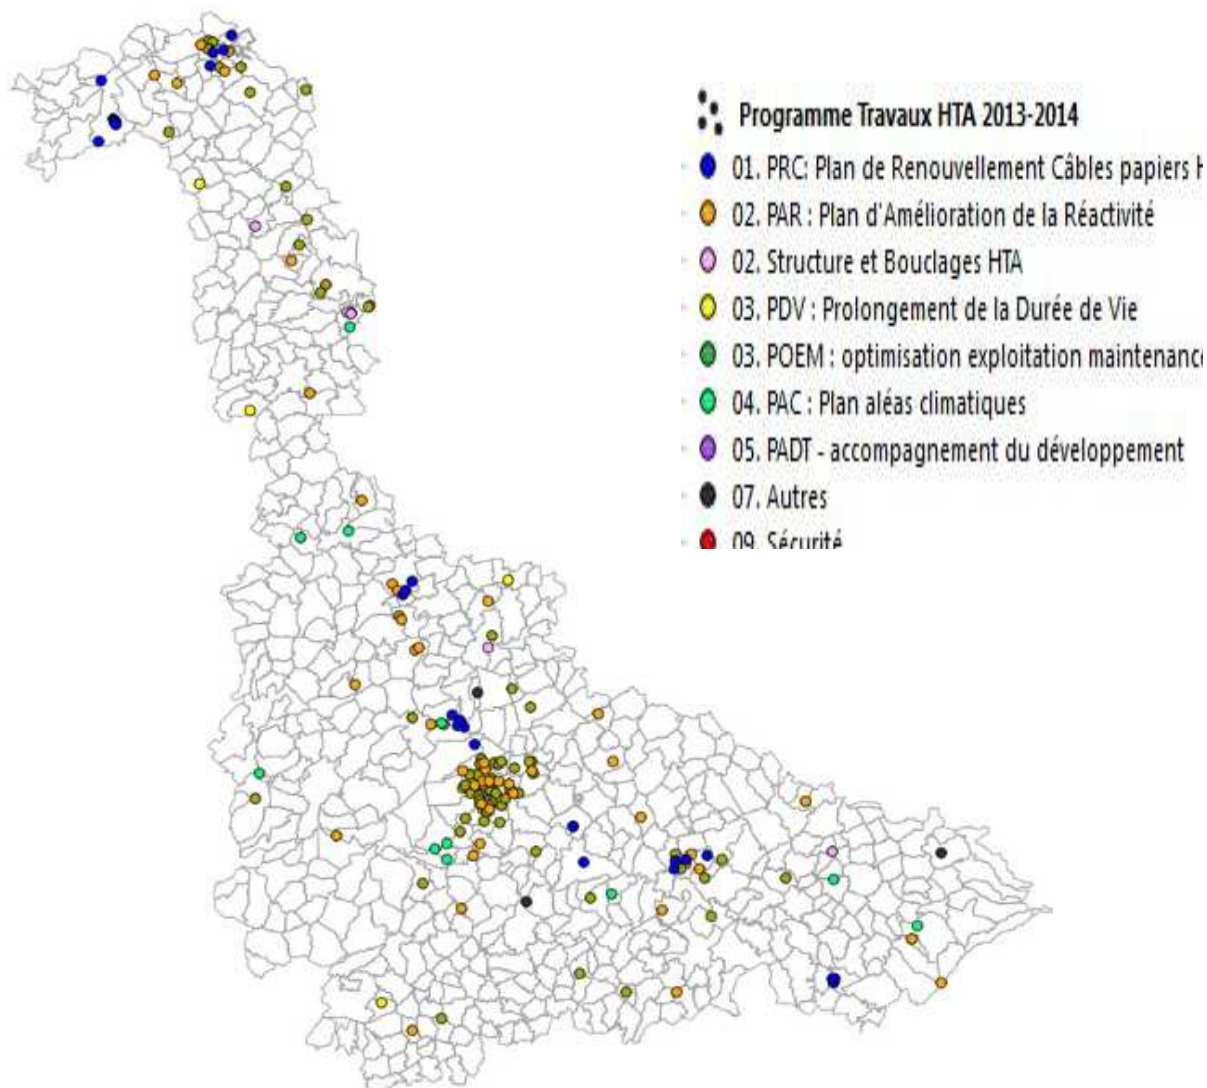 Programme Travaux HTA 2013-2014
01. PRC: Plan de Renouvellement Câbles papiers H
02. PAR : Plan d'Amélioration de la Réactivité
02. Structure et Bouclages HTA
03. PDV : Prolongement de la Durée de Vie
03. POEM : optimisation exploitation maintenance
04. PAC : Plan aléas climatiques
05. PADT - accompagnement du développement
07. Autres
09. Sécurité